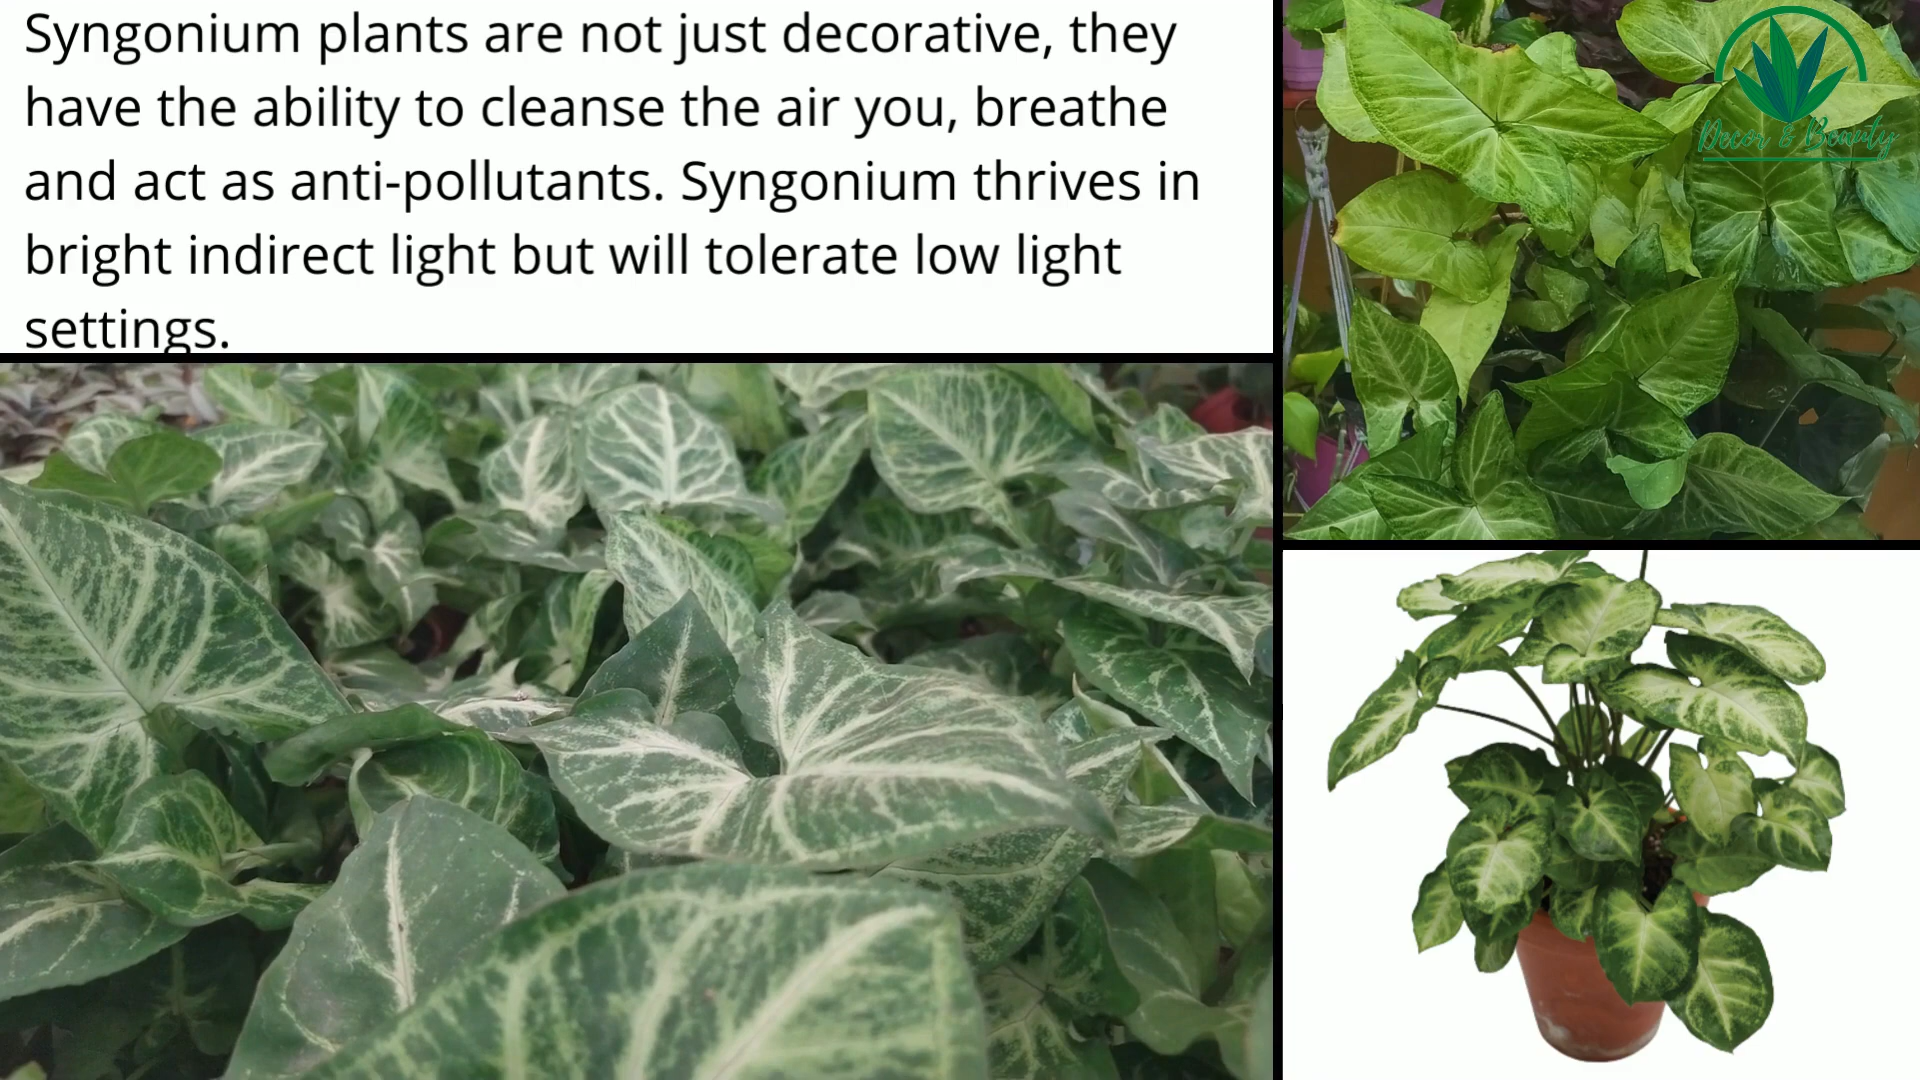 Syngonium plants are not just decorative, they
have the ability to cleanse the air you, breathe
and act as anti-pollutants. Syngonium thrives in
bright indirect light but will tolerate low light
settings.
Decor & Beauty